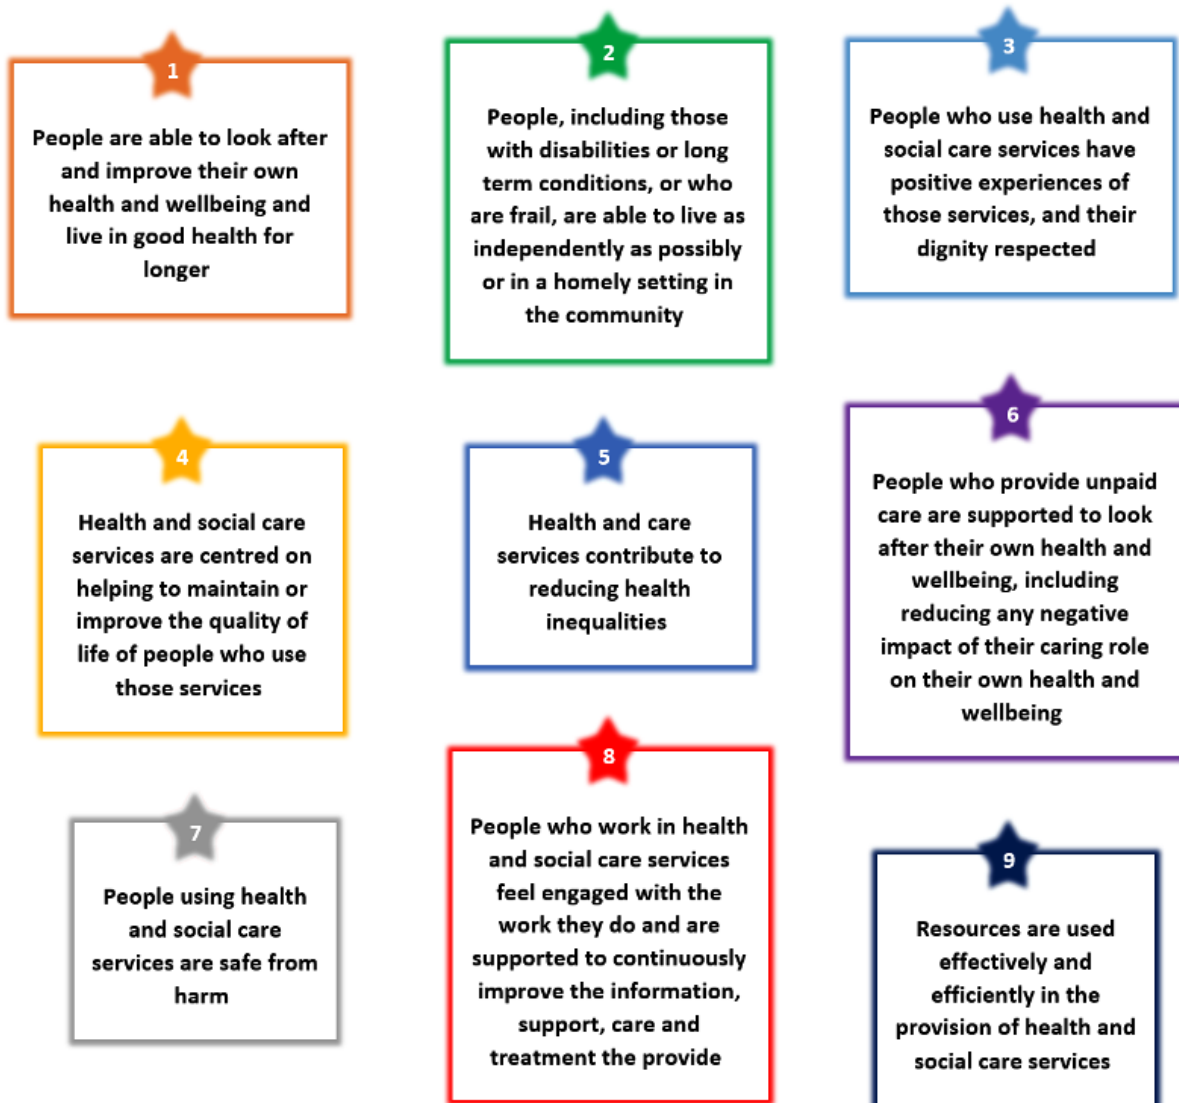 1
People are able to look after
and improve their own
health and wellbeing and
live in good health for
longer
2
People, including those
with disabilities or long
term conditions, or who
are frail, are able to live as
independently as possibly
or in a homely setting in
the community
3
People who use health and
social care services have
positive experiences of
those services, and their
dignity respected
4
Health and social care
services are centred on
helping to maintain or
improve the quality of
life of people who use
those services
5
Health and care
services contribute to
reducing health
inequalities
6
People who provide unpaid
care are supported to look
after their own health and
wellbeing, including
reducing any negative
impact of their caring role
on their own health and
wellbeing
7
People using health
and social care
services are safe from
harm
8
People who work in health
and social care services
feel engaged with the
work they do and are
supported to continuously
improve the information,
support, care and
treatment the provide
9
Resources are used
effectively and
efficiently in the
provision of health and
social care services